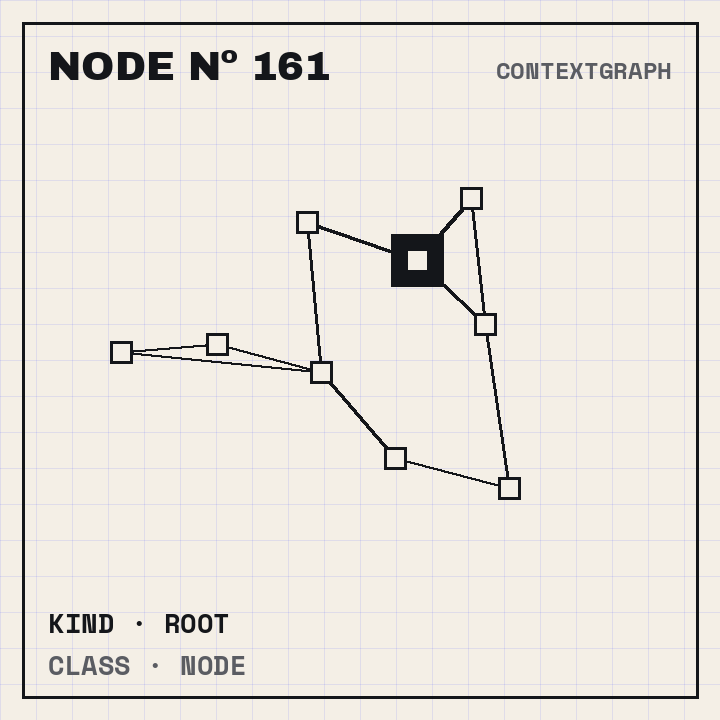 NODE Nº 161
CONTEXTGRAPH
KIND · ROOT
CLASS · NODE